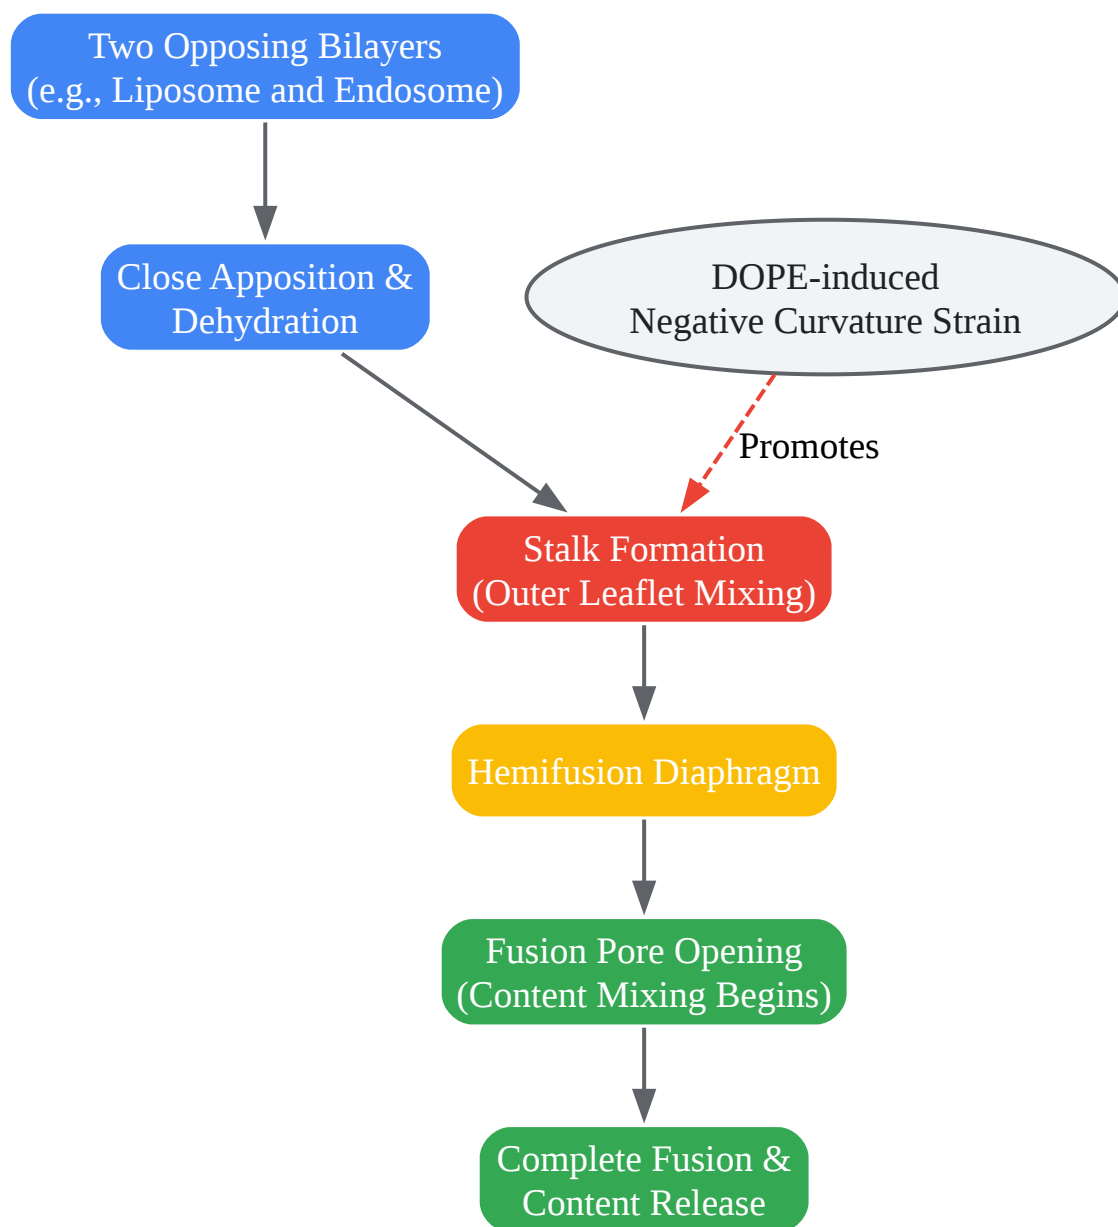 Two Opposing Bilayers
(e.g., Liposome and Endosome)
Close Apposition &
Dehydration
DOPE-induced
Negative Curvature Strain
Promotes
Stalk Formation
(Outer Leaflet Mixing)
Hemifusion Diaphragm
Fusion Pore Opening
(Content Mixing Begins)
Complete Fusion &
Content Release